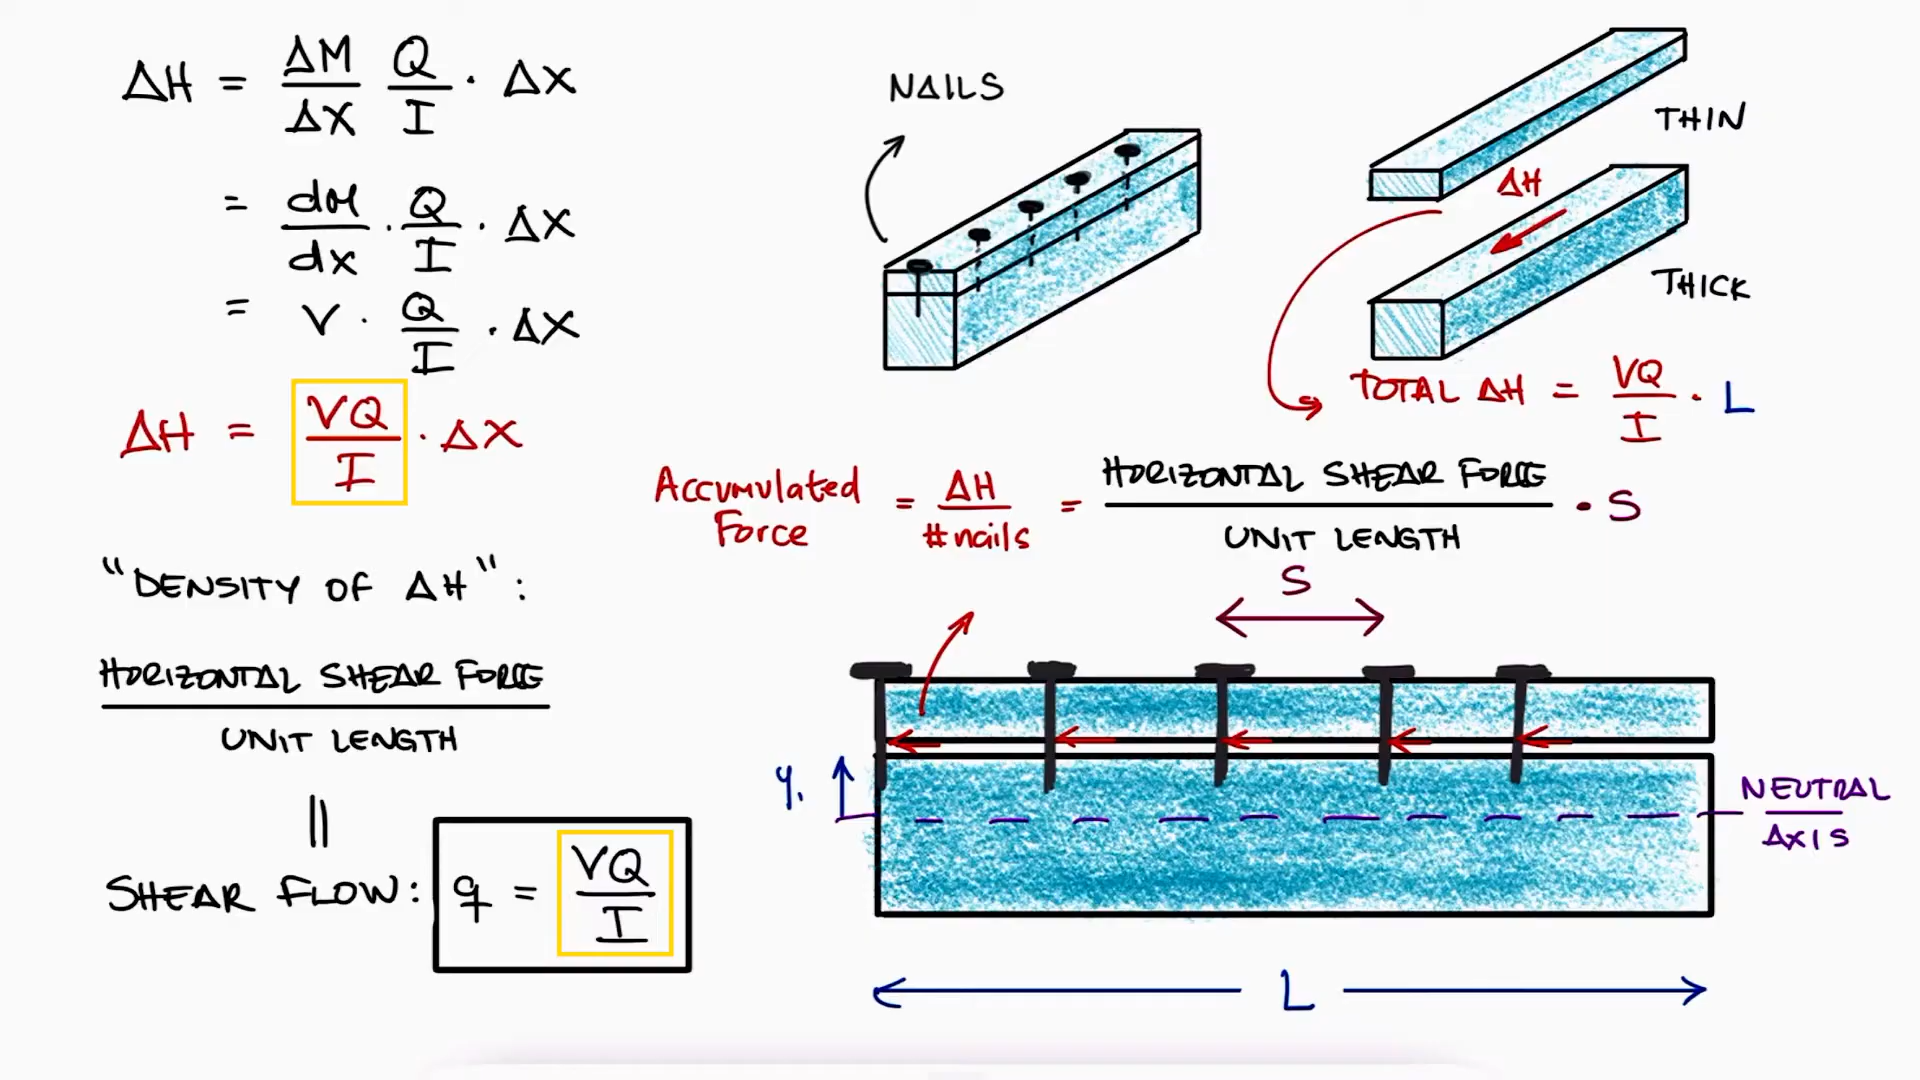 ΔH = ΔM/ΔX Q/I · ΔX
= dM/dx · Q/I · ΔX
= V · Q/I · ΔX
ΔH = VQ/I · ΔX
"DENSITY OF ΔH":
HORIZONTAL SHEAR FORCE
UNIT LENGTH
||
SHEAR FLOW: q = VQ/I
NAILS
THIN
ΔH
THICK
TOTAL ΔH = VQ/I · L
Accumulated Force = ΔH/#nails = HORIZONTAL SHEAR FORCE/UNIT LENGTH · S
S
y.
NEUTRAL
AXIS
L